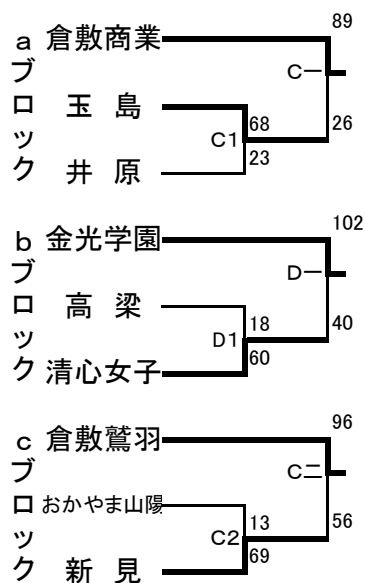 89
aブロック
倉敷商業
C一
玉島
68
26
C1
23
井原
102
bブロック
金光学園
D一
高梁
18
40
D1
60
清心女子
96
cブロック
倉敷鷲羽
C二
おかやま山陽
13
56
C2
69
新見